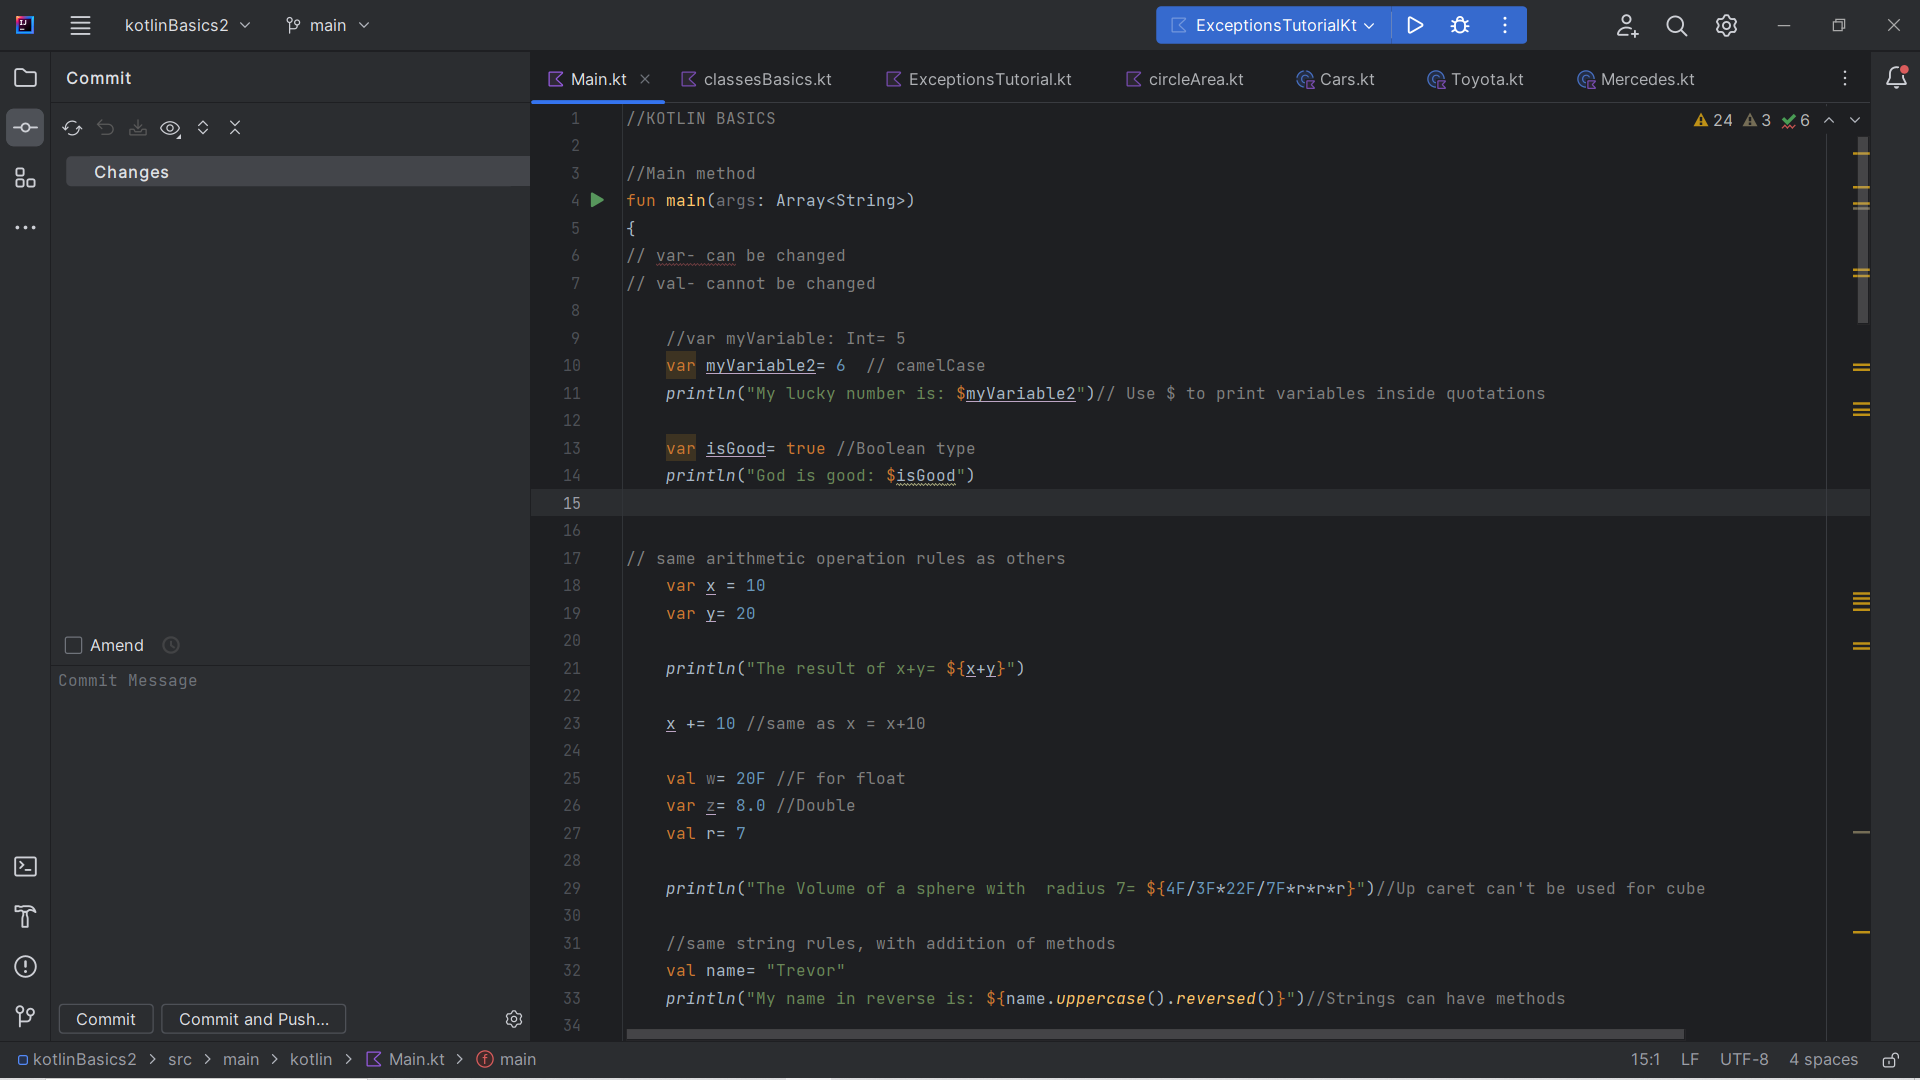 kotlinBasics2 main ExceptionsTutorialKt
Commit
Main.kt classesBasics.kt ExceptionsTutorial.kt circleArea.kt Cars.kt Toyota.kt Mercedes.kt
Changes
Amend
Commit Message
Commit Commit and Push...
24 3 6
1 //KOTLIN BASICS
2
3 //Main method
4 fun main(args: Array<String>)
5 {
6 // var- can be changed
7 // val- cannot be changed
8
9 //var myVariable: Int= 5
10 var myVariable2= 6  // camelCase
11 println("My lucky number is: $myVariable2")// Use $ to print variables inside quotations
12
13 var isGood= true //Boolean type
14 println("God is good: $isGood")
15
16
17 // same arithmetic operation rules as others
18 var x = 10
19 var y= 20
20
21 println("The result of x+y= ${x+y}")
22
23 x += 10 //same as x = x+10
24
25 val w= 20F //F for float
26 var z= 8.0 //Double
27 val r= 7
28
29 println("The Volume of a sphere with  radius 7= ${4F/3F*22F/7F*r*r*r}")//Up caret can't be used for cube
30
31 //same string rules, with addition of methods
32 val name= "Trevor"
33 println("My name in reverse is: ${name.uppercase().reversed()}")//Strings can have methods
34
kotlinBasics2 > src > main > kotlin > Main.kt > main
15:1 LF UTF-8 4 spaces